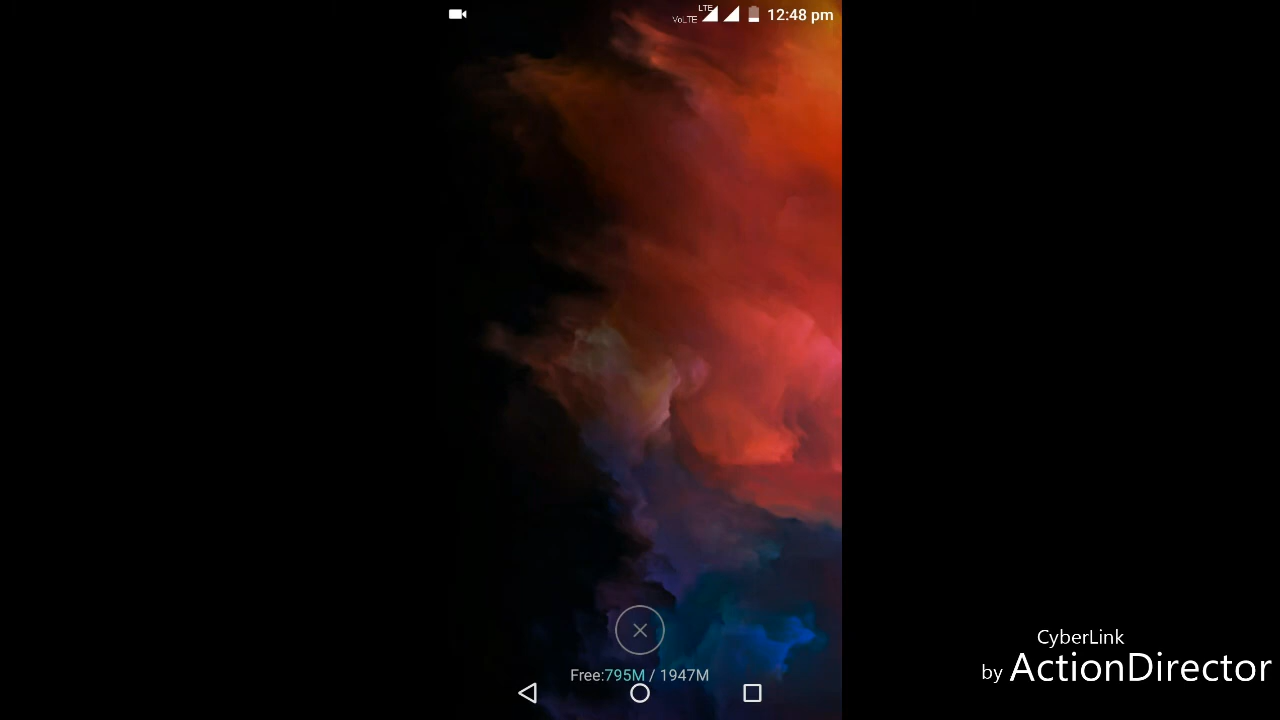 LTE
VoLTE
12:48 pm
Free:795M / 1947M
CyberLink
by ActionDirector